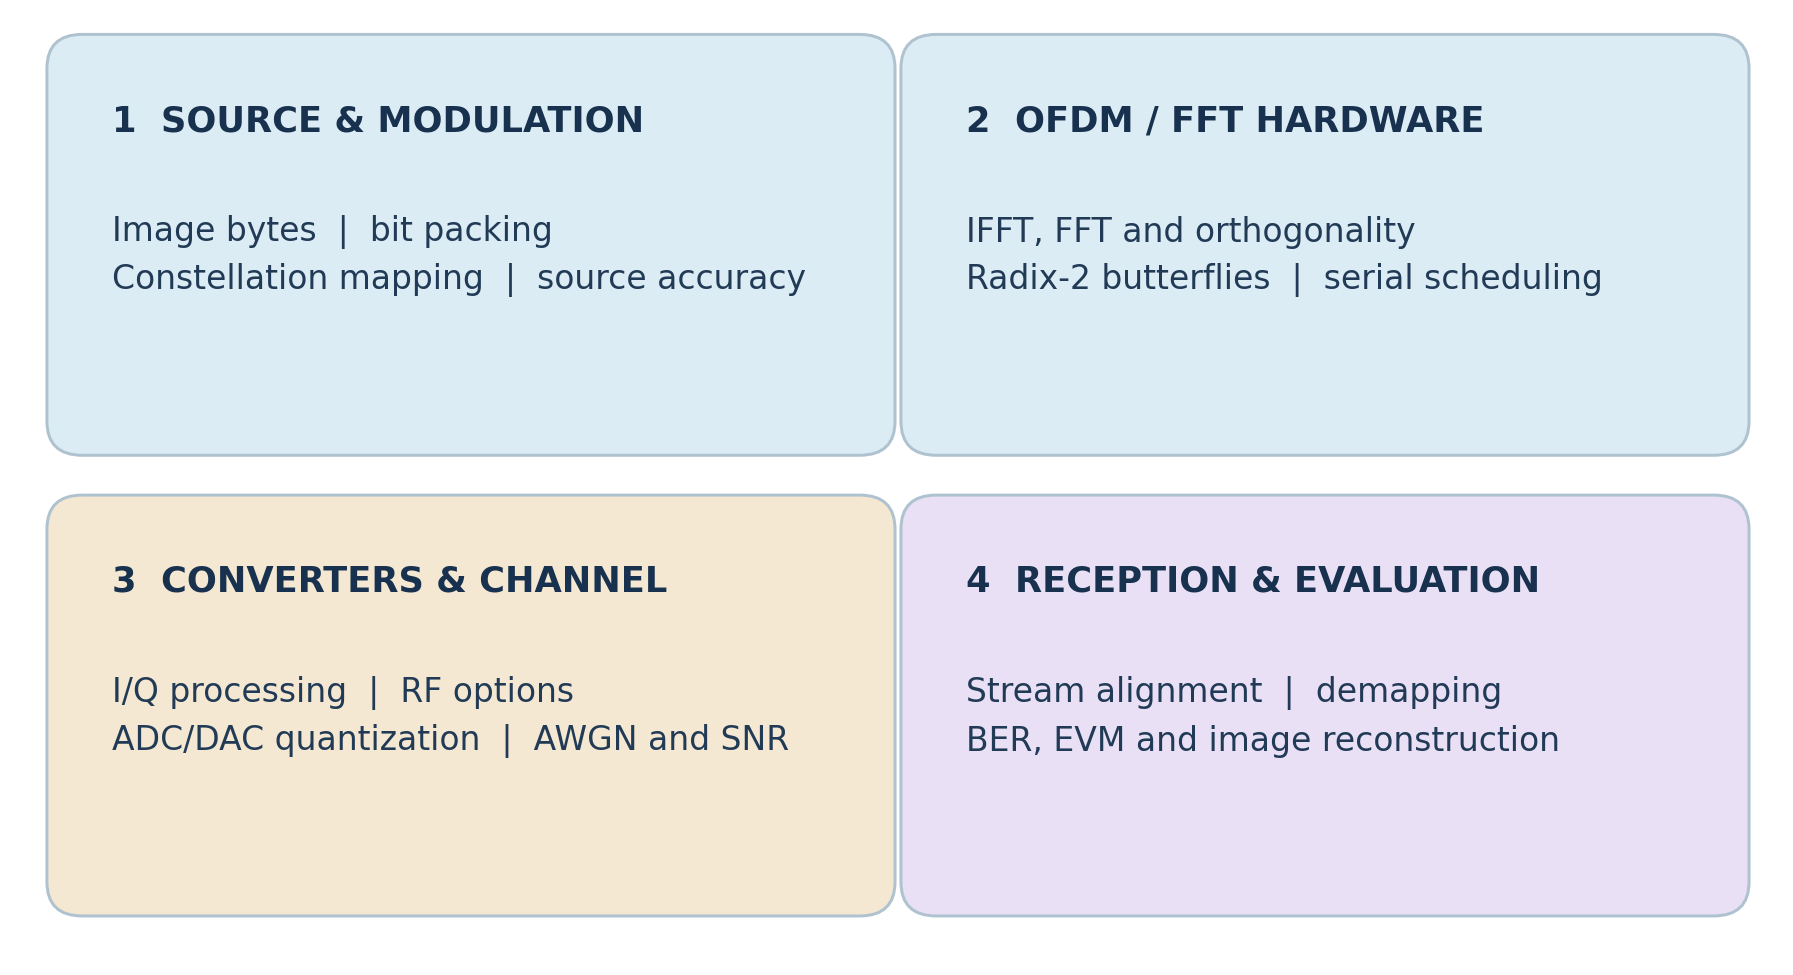 1  SOURCE & MODULATION
Image bytes  |  bit packing
Constellation mapping  |  source accuracy
2  OFDM / FFT HARDWARE
IFFT, FFT and orthogonality
Radix-2 butterflies  |  serial scheduling
3  CONVERTERS & CHANNEL
I/Q processing  |  RF options
ADC/DAC quantization  |  AWGN and SNR
4  RECEPTION & EVALUATION
Stream alignment  |  demapping
BER, EVM and image reconstruction